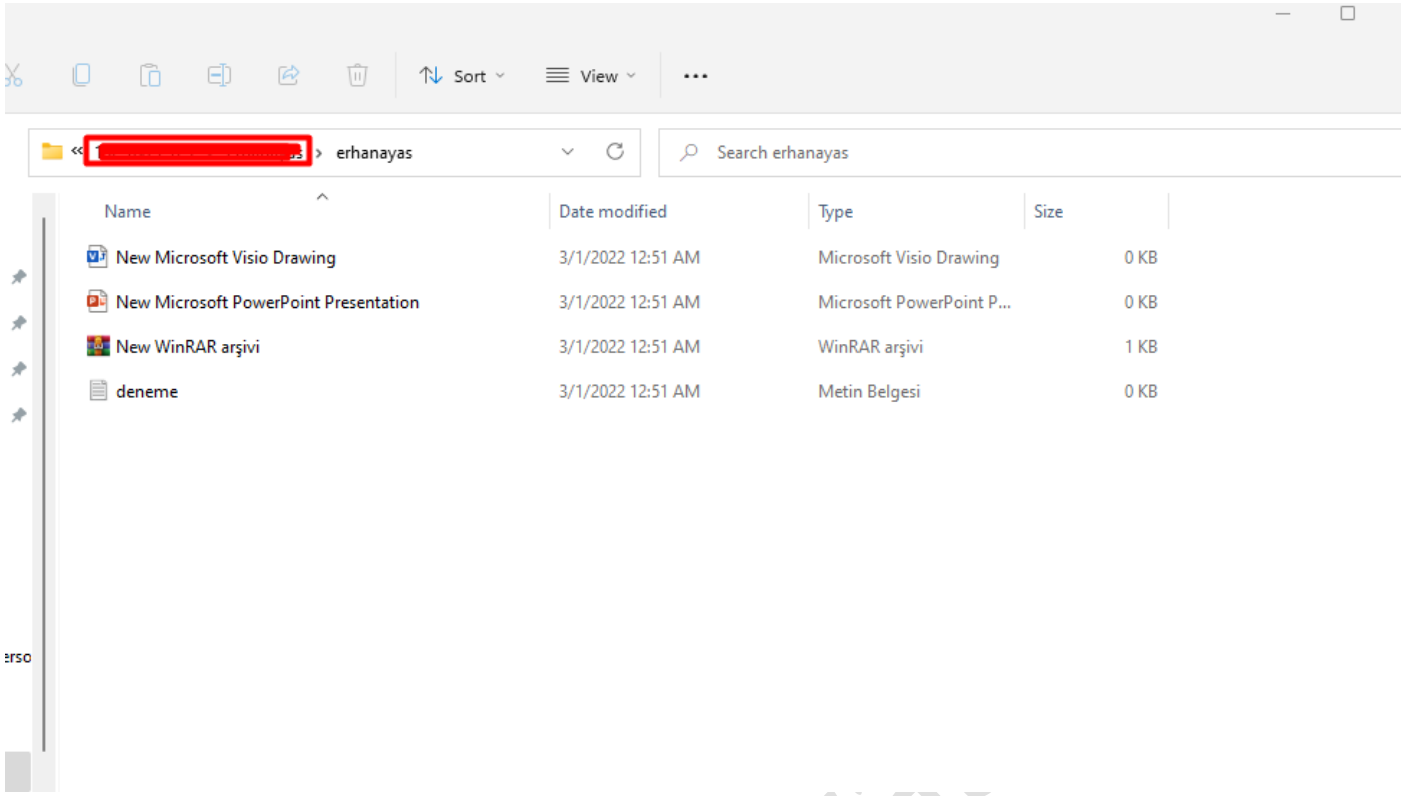 Sort View
« erhanayas Search erhanayas
Name Date modified Type Size
New Microsoft Visio Drawing 3/1/2022 12:51 AM Microsoft Visio Drawing 0 KB
New Microsoft PowerPoint Presentation 3/1/2022 12:51 AM Microsoft PowerPoint P... 0 KB
New WinRAR arşivi 3/1/2022 12:51 AM WinRAR arşivi 1 KB
deneme 3/1/2022 12:51 AM Metin Belgesi 0 KB
erso